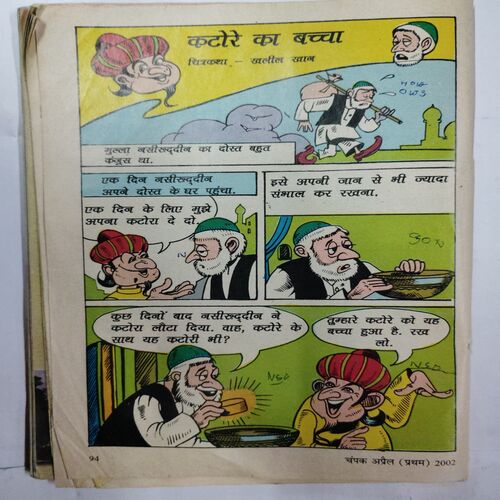 कटोरे का बच्चा
चित्रकथा – खलील खान
मुल्ला नसीरुद्दीन का दोस्त बहुत
कंजूस था.
एक दिन नसीरुद्दीन
अपने दोस्त के घर पहुंचा.
एक दिन के लिए मुझे
अपना कटोरा दे दो.
इसे अपनी जान से भी ज्यादा
संभाल कर रखना.
कुछ दिनों बाद नसीरुद्दीन ने
कटोरा लौटा दिया. वाह, कटोरे के
साथ यह कटोरी भी?
तुम्हारे कटोरे को यह
बच्चा हुआ है. रख
लो.
94
चंपक अप्रैल (प्रथम) 2002